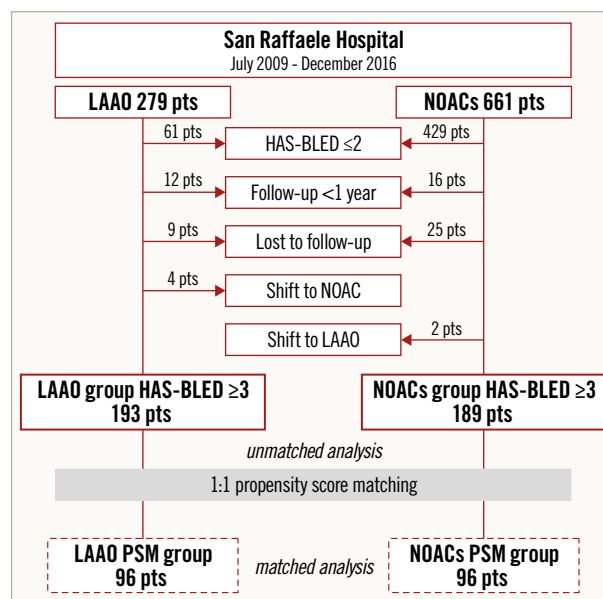 San Raffaele Hospital
July 2009 - December 2016
LAAO 279 pts
NOACs 661 pts
61 pts
HAS-BLED ≤2
429 pts
12 pts
Follow-up <1 year
16 pts
9 pts
Lost to follow-up
25 pts
4 pts
Shift to NOAC
Shift to LAAO
2 pts
LAAO group HAS-BLED ≥3
193 pts
NOACs group HAS-BLED ≥3
189 pts
unmatched analysis
1:1 propensity score matching
LAAO PSM group
96 pts
matched analysis
NOACs PSM group
96 pts